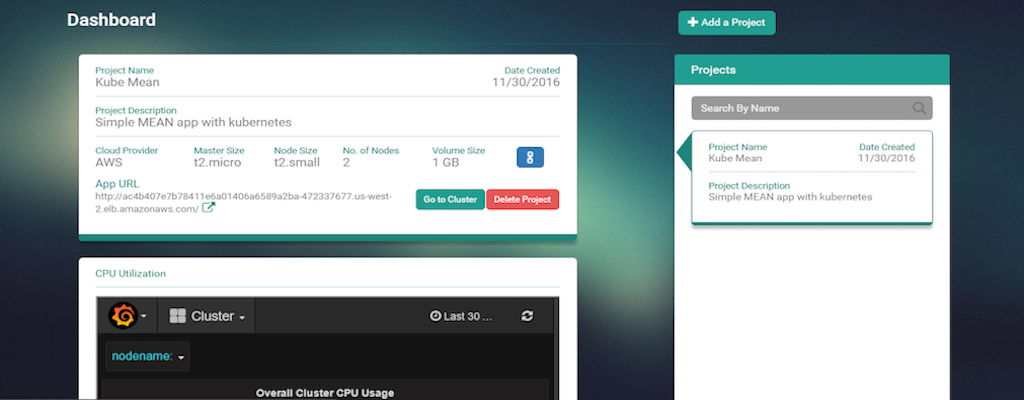 Dashboard
Add a Project
Project Name
Date Created
Kube Mean
11/30/2016
Project Description
Simple MEAN app with kubernetes
Cloud Provider
Master Size
Node Size
No. of Nodes
Volume Size
AWS
t2.micro
t2.small
2
1 GB
App URL
http://ac4b407e7b78411e6a01406a6589a2ba-472337677.us-west-
2.elb.amazonaws.com/
Go to Cluster
Delete Project
CPU Utilization
Cluster
Last 30 ...
nodename:
Overall Cluster CPU Usage
Projects
Search By Name
Project Name
Date Created
Kube Mean
11/30/2016
Project Description
Simple MEAN app with kubernetes